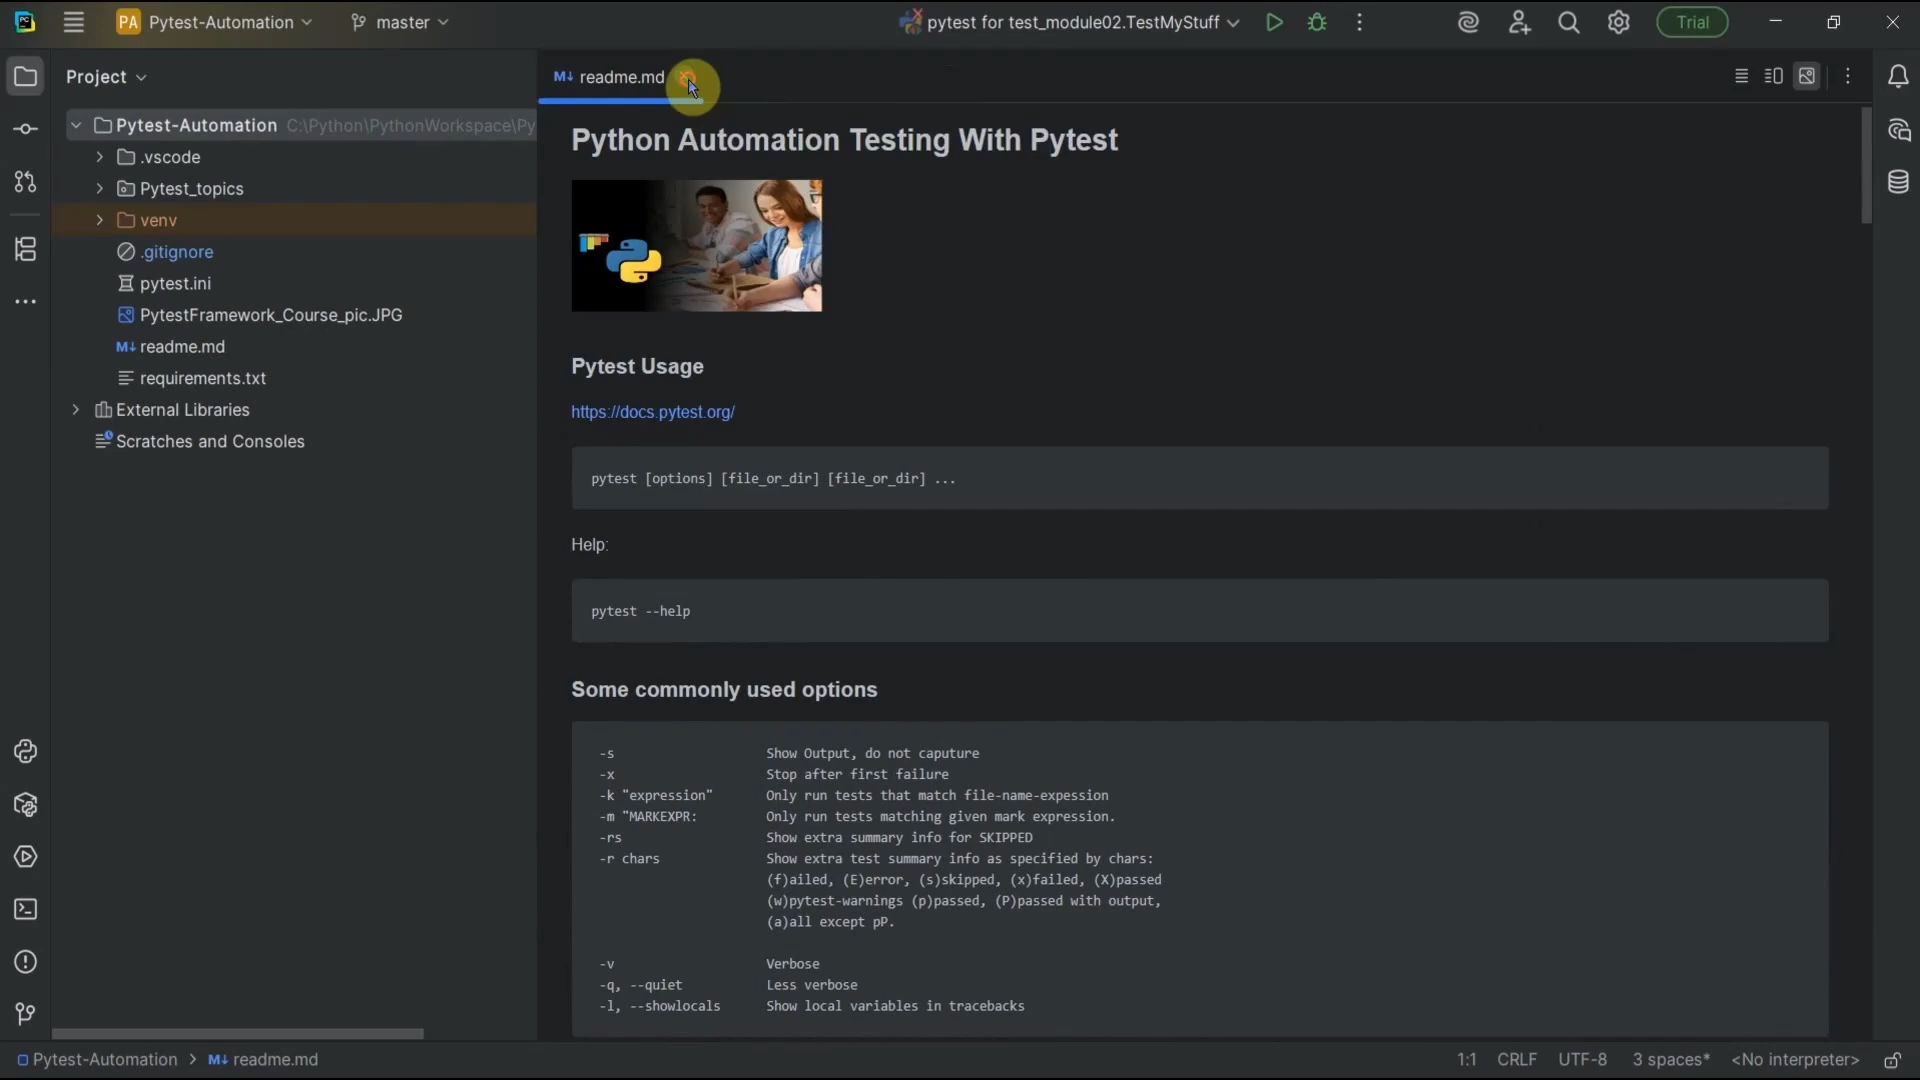 PC
PA Pytest-Automation
master
pytest for test_module02.TestMyStuff
Trial
Project
M↓ readme.md
Pytest-Automation C:\Python\PythonWorkspace\Py
.vscode
Pytest_topics
venv
.gitignore
pytest.ini
PytestFramework_Course_pic.JPG
M↓ readme.md
requirements.txt
External Libraries
Scratches and Consoles
Python Automation Testing With Pytest
Pytest Usage
https://docs.pytest.org/
pytest [options] [file_or_dir] [file_or_dir] ...
Help:
pytest --help
Some commonly used options
-s Show Output, do not caputure
-x Stop after first failure
-k "expression" Only run tests that match file-name-expession
-m "MARKEXPR: Only run tests matching given mark expression.
-rs Show extra summary info for SKIPPED
-r chars Show extra test summary info as specified by chars:
(f)ailed, (E)error, (s)skipped, (x)failed, (X)passed
(w)pytest-warnings (p)passed, (P)passed with output,
(a)all except pP.
-v Verbose
-q, --quiet Less verbose
-l, --showlocals Show local variables in tracebacks
Pytest-Automation > M↓ readme.md
1:1 CRLF UTF-8 3 spaces* <No interpreter>